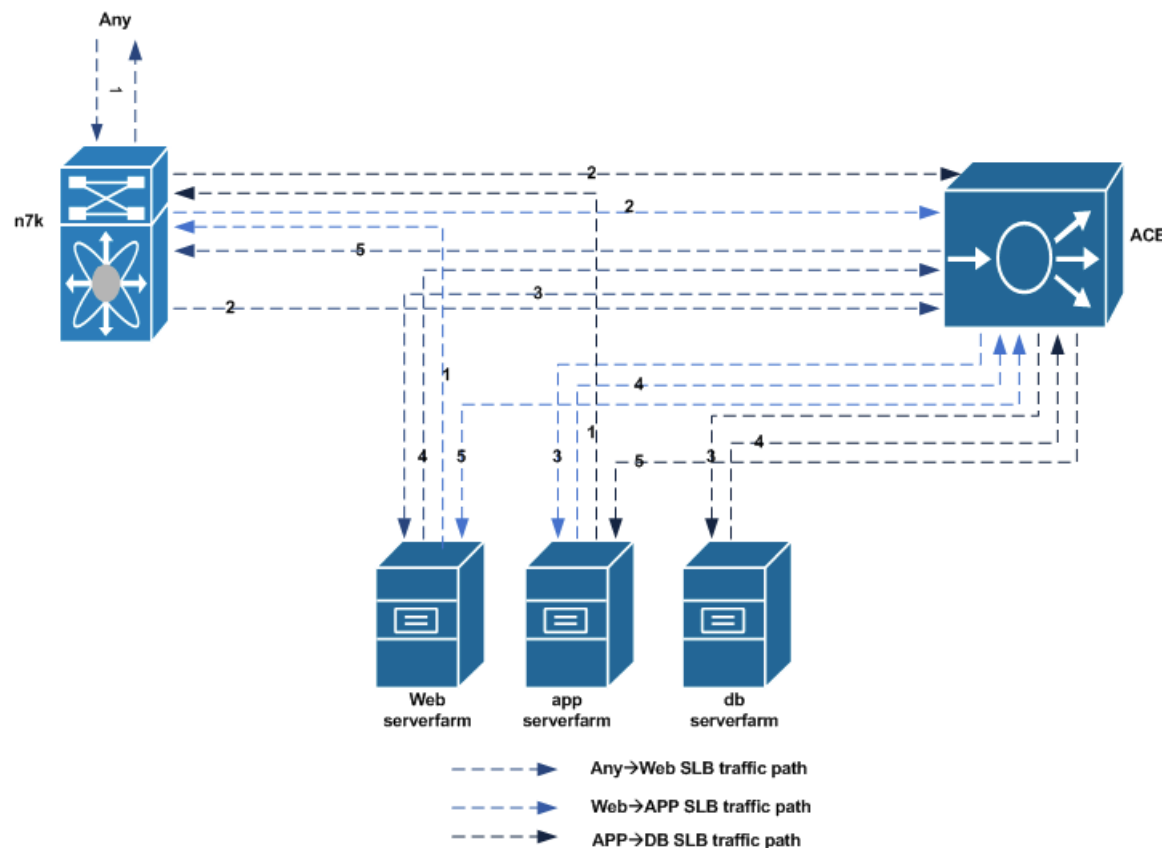 Any
1
2
n7k
2
ACE
5
3
2
1
4
1
4
5
3
3
4
5
Web
serverfarm
app
serverfarm
db
serverfarm
Any→Web SLB traffic path
Web→APP SLB traffic path
APP→DB SLB traffic path